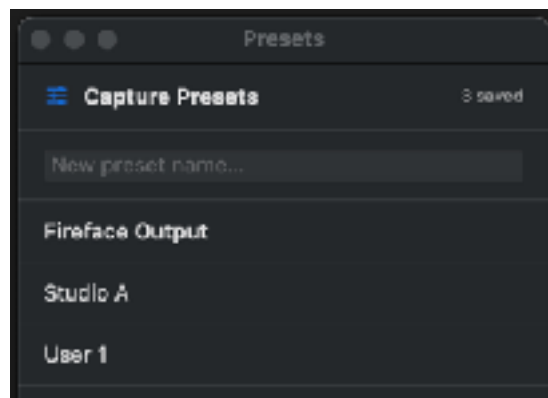 Presets
Capture Presets
3 saved
New preset name...
Fireface Output
Studio A
User 1